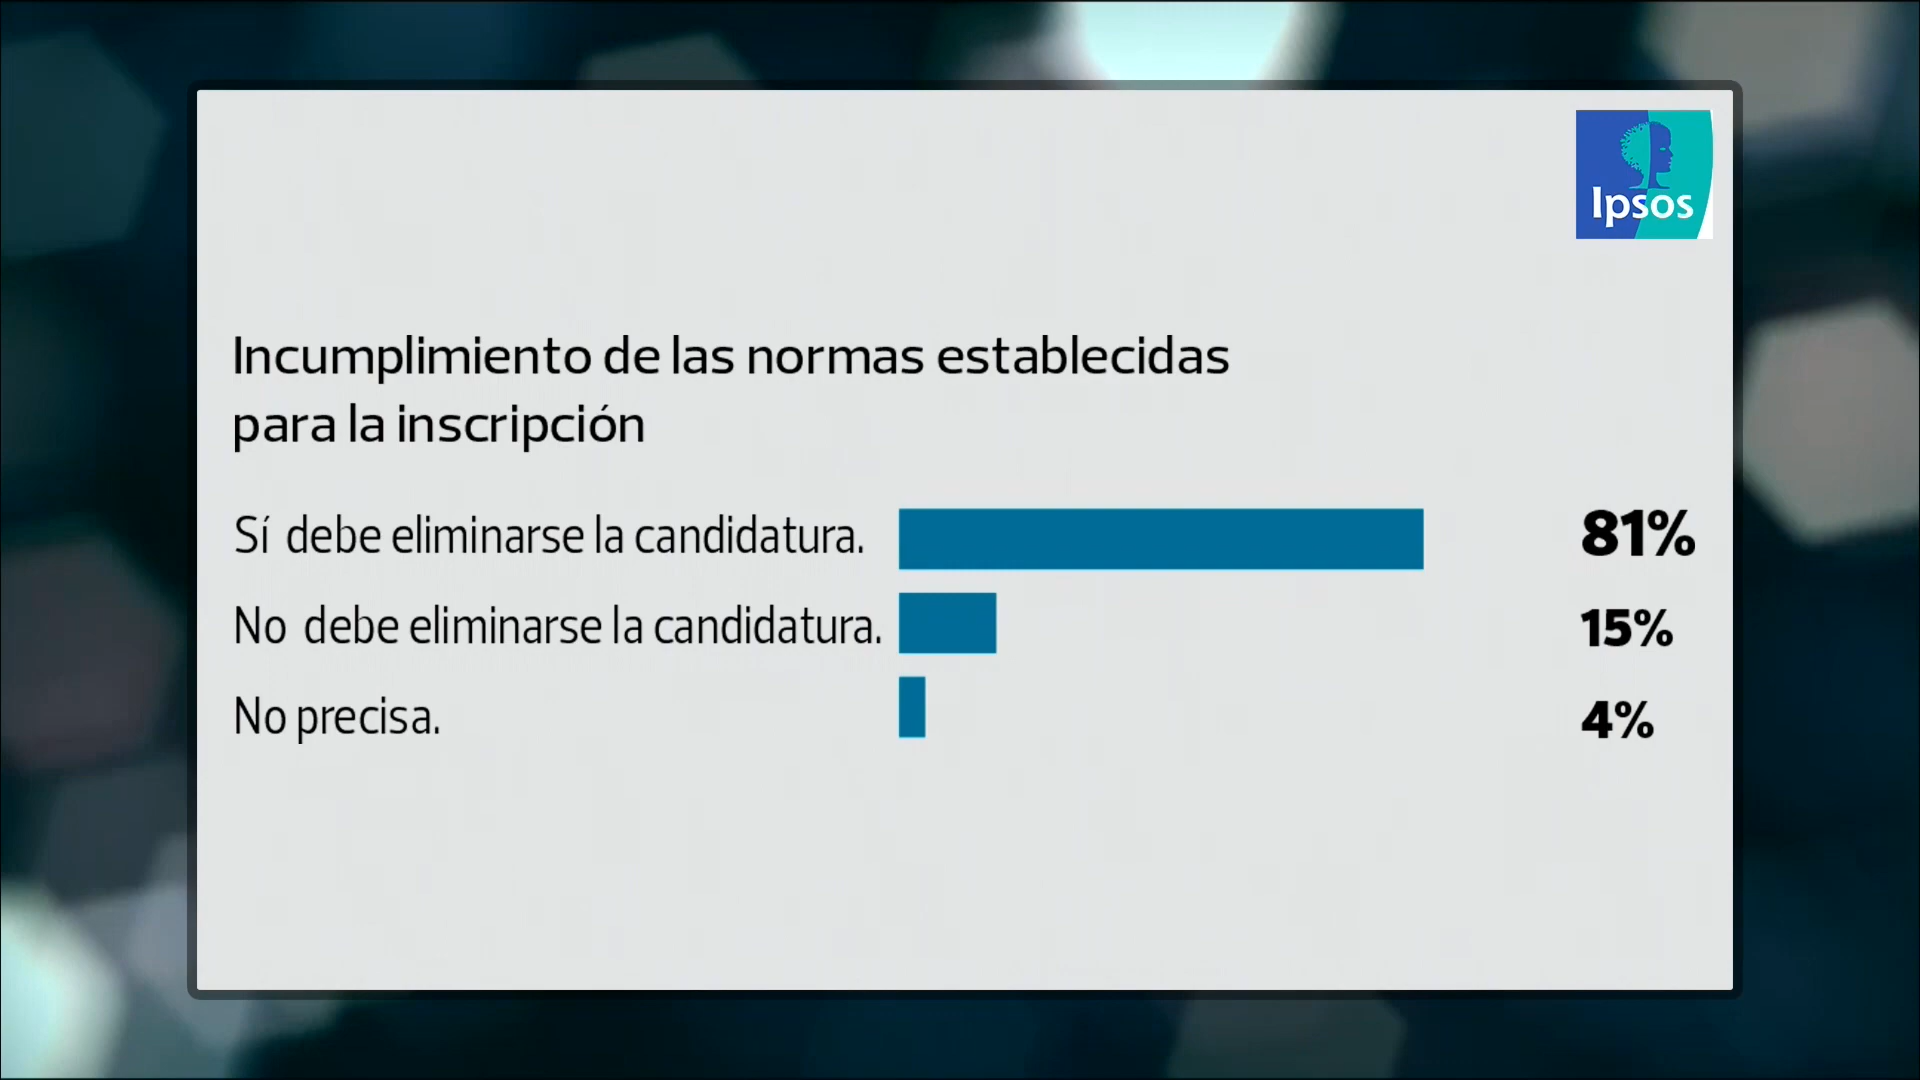 Ipsos
Incumplimiento de las normas establecidas
para la inscripción
Sí debe eliminarse la candidatura. 81%
No debe eliminarse la candidatura. 15%
No precisa. 4%